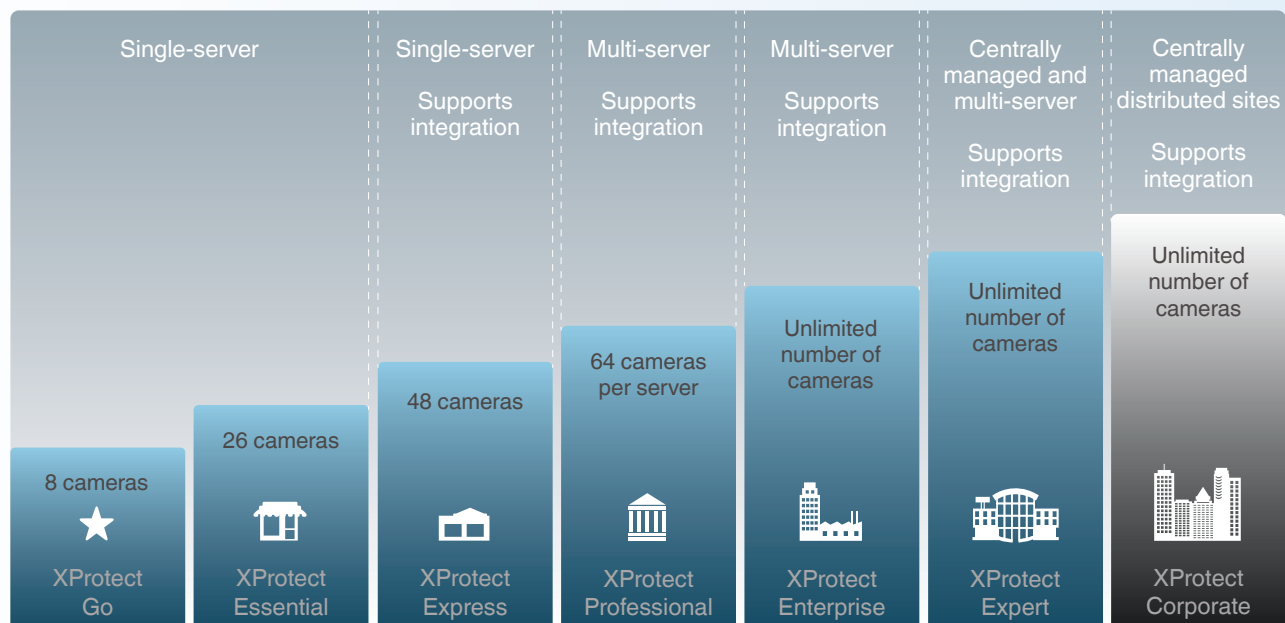 Single-server
Single-server
Supports
integration
Multi-server
Supports
integration
Multi-server
Supports
integration
Centrally
managed and
multi-server
Supports
integration
Centrally
managed
distributed sites
Supports
integration
8 cameras
XProtect
Go
26 cameras
XProtect
Essential
48 cameras
XProtect
Express
64 cameras
per server
XProtect
Professional
Unlimited
number of
cameras
XProtect
Enterprise
Unlimited
number of
cameras
XProtect
Expert
Unlimited
number of
cameras
XProtect
Corporate